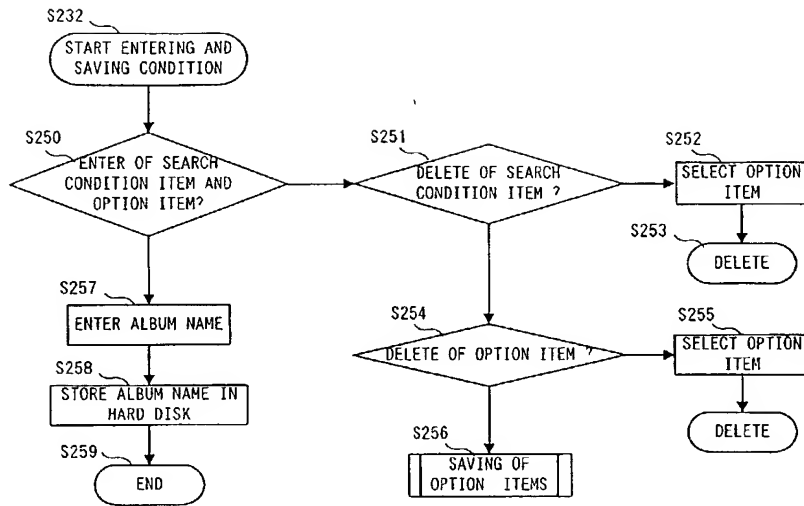 S232
START ENTERING AND
SAVING CONDITION
S250
ENTER OF SEARCH
CONDITION ITEM AND
OPTION ITEM?
S251
DELETE OF SEARCH
CONDITION ITEM ?
S252
SELECT OPTION
ITEM
S253
DELETE
S257
ENTER ALBUM NAME
S254
DELETE OF OPTION ITEM ?
S255
SELECT OPTION
ITEM
DELETE
S258
STORE ALBUM NAME IN
HARD DISK
S256
SAVING OF
OPTION ITEMS
S259
END